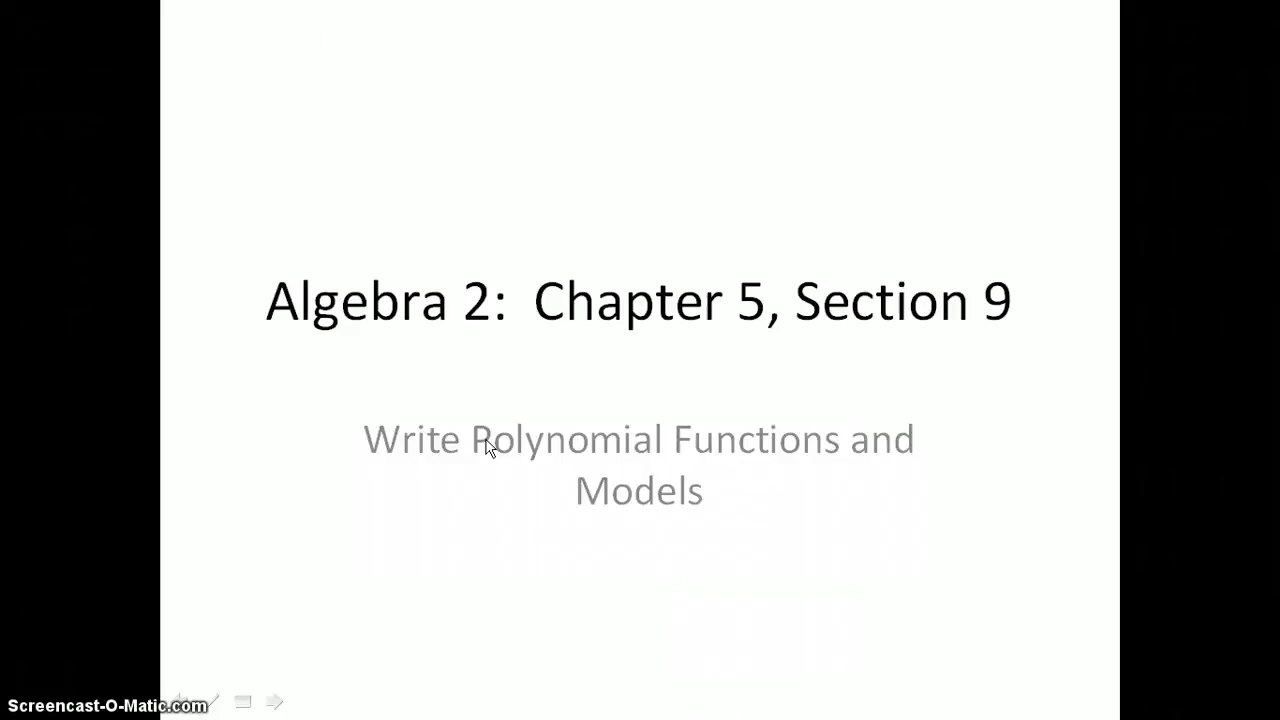 Algebra 2: Chapter 5, Section 9
Write Polynomial Functions and
Models
Screencast-O-Matic.com